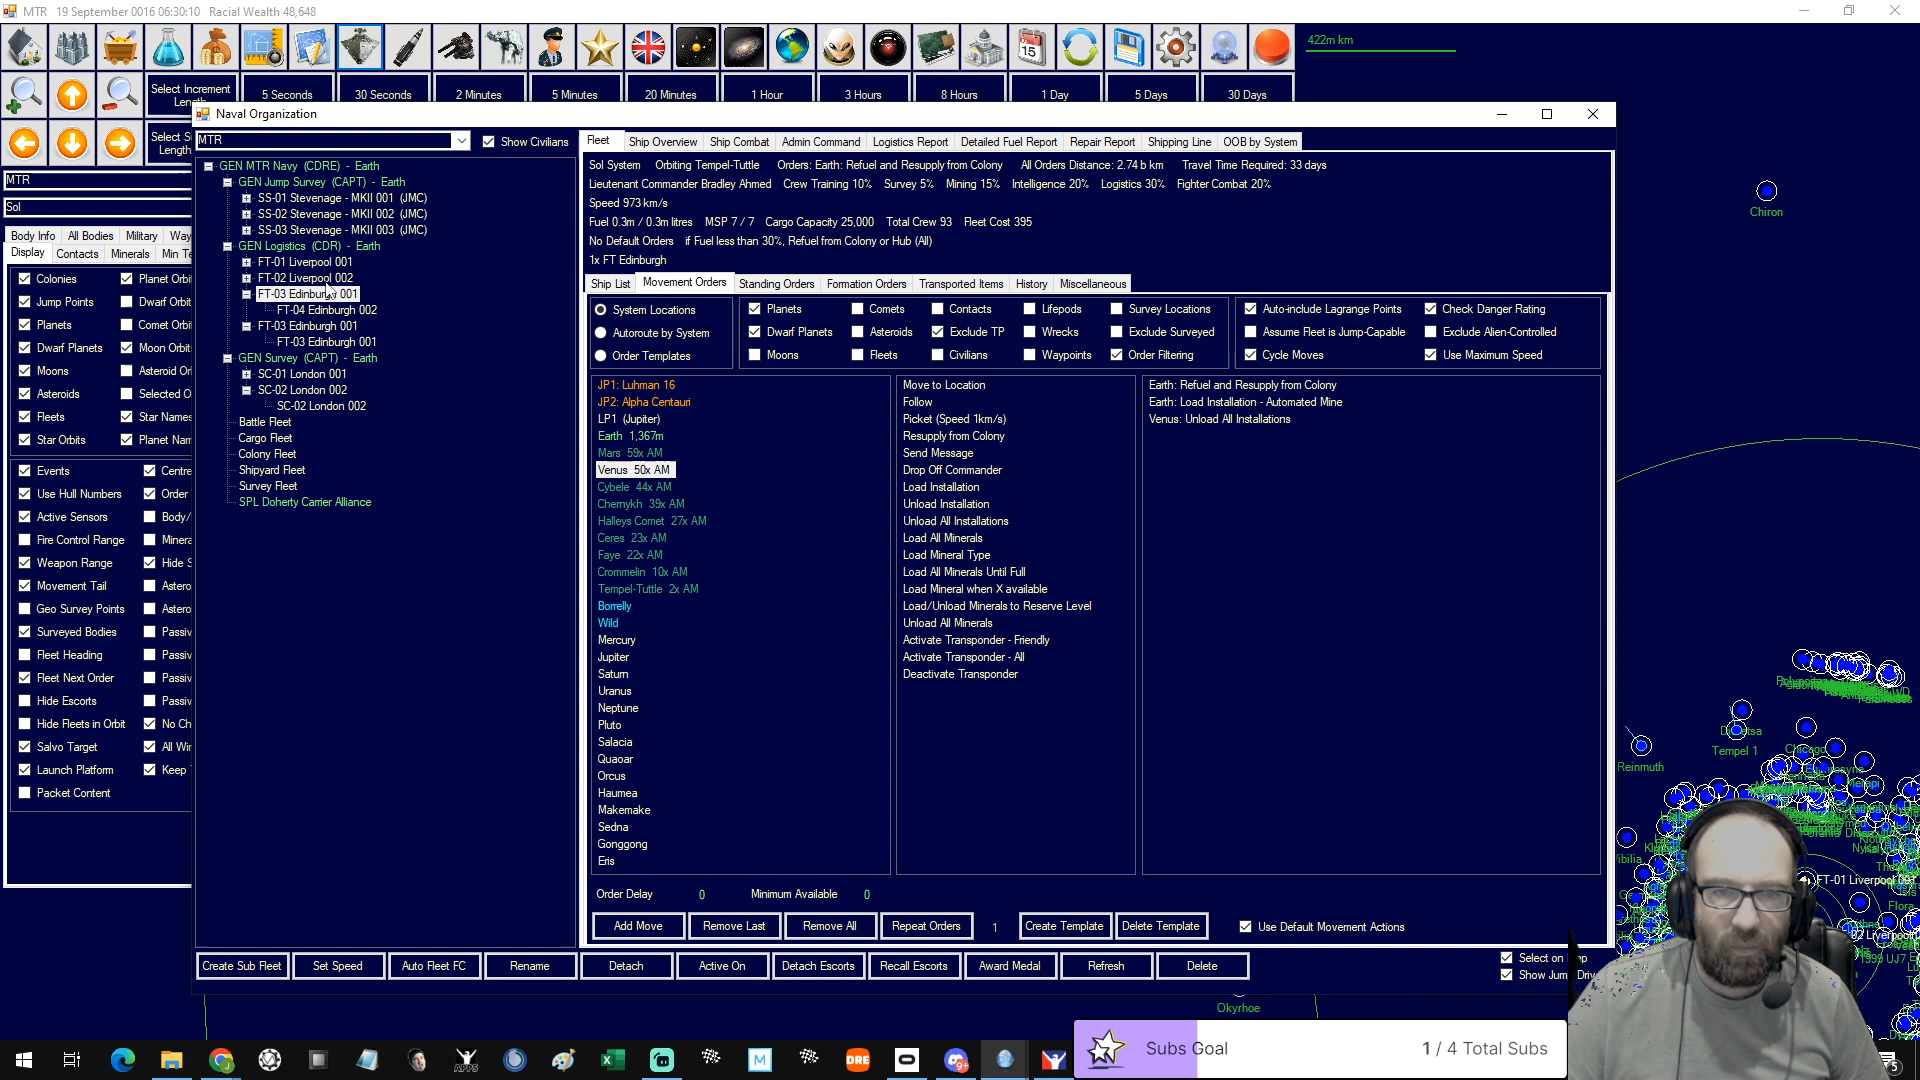 MTR   19 September 0016 06:30:10   Racial Wealth 48,648
422m km
Select Increment
5 Seconds
30 Seconds
2 Minutes
5 Minutes
20 Minutes
1 Hour
3 Hours
8 Hours
1 Day
5 Days
30 Days
Naval Organization
MTR
Show Civilians
Fleet
Ship Overview
Ship Combat
Admin Command
Logistics Report
Detailed Fuel Report
Repair Report
Shipping Line
OOB by System
Length
MTR
Sol
Body Info
All Bodies
Military
Display
Contacts
Minerals
Colonies
Jump Points
Planets
Dwarf Planets
Moons
Asteroids
Fleets
Star Orbits
Events
Use Hull Numbers
Active Sensors
Fire Control Range
Weapon Range
Movement Tail
Geo Survey Points
Surveyed Bodies
Fleet Heading
Fleet Next Order
Hide Escorts
Hide Fleets in Orbit
Salvo Target
Launch Platform
Packet Content
GEN MTR Navy  (CDRE)  -  Earth
GEN Jump Survey  (CAPT)  -  Earth
SS-01 Stevenage - MKII 001  (JMC)
SS-02 Stevenage - MKII 002  (JMC)
SS-03 Stevenage - MKII 003  (JMC)
GEN Logistics  (CDR)  -  Earth
FT-01 Liverpool 001
FT-02 Liverpool 002
FT-03 Edinburgh 001
FT-04 Edinburgh 002
FT-03 Edinburgh 001
FT-03 Edinburgh 001
GEN Survey  (CAPT)  -  Earth
SC-01 London 001
SC-02 London 002
SC-02 London 002
Battle Fleet
Cargo Fleet
Colony Fleet
Shipyard Fleet
Survey Fleet
SPL Doherty Carrier Alliance
Sol System   Orbiting Tempel-Tuttle   Orders: Earth: Refuel and Resupply from Colony   All Orders Distance: 2.74 b km   Travel Time Required: 33 days
Lieutenant Commander Bradley Ahmed   Crew Training 10%   Survey 5%   Mining 15%   Intelligence 20%   Logistics 30%   Fighter Combat 20%
Speed 973 km/s
Fuel 0.3m / 0.3m litres   MSP 7 / 7   Cargo Capacity 25,000   Total Crew 93   Fleet Cost 395
No Default Orders   if Fuel less than 30%, Refuel from Colony or Hub (All)
1x FT Edinburgh
Ship List
Movement Orders
Standing Orders
Formation Orders
Transported Items
History
Miscellaneous
System Locations
Autoroute by System
Order Templates
Planets
Comets
Contacts
Lifepods
Survey Locations
Dwarf Planets
Asteroids
Exclude TP
Wrecks
Exclude Surveyed
Moons
Fleets
Civilians
Waypoints
Order Filtering
Auto-include Lagrange Points
Check Danger Rating
Assume Fleet is Jump-Capable
Exclude Alien-Controlled
Cycle Moves
Use Maximum Speed
JP1: Luhman 16
JP2: Alpha Centauri
LP1  (Jupiter)
Earth  1,367m
Mars  59x AM
Venus  50x AM
Cybele  44x AM
Chernykh  39x AM
Halleys Comet  27x AM
Ceres  23x AM
Faye  22x AM
Crommelin  10x AM
Tempel-Tuttle  2x AM
Borrelly
Wild
Mercury
Jupiter
Saturn
Uranus
Neptune
Pluto
Salacia
Quaoar
Orcus
Haumea
Makemake
Sedna
Gonggong
Eris
Move to Location
Follow
Picket (Speed 1km/s)
Resupply from Colony
Send Message
Drop Off Commander
Load Installation
Unload Installation
Unload All Installations
Load All Minerals
Load Mineral Type
Load All Minerals Until Full
Load Mineral when X available
Load/Unload Minerals to Reserve Level
Unload All Minerals
Activate Transponder - Friendly
Activate Transponder - All
Deactivate Transponder
Earth: Refuel and Resupply from Colony
Earth: Load Installation - Automated Mine
Venus: Unload All Installations
Order Delay   0   Minimum Available   0
Add Move
Remove Last
Remove All
Repeat Orders
1
Create Template
Delete Template
Use Default Movement Actions
Create Sub Fleet
Set Speed
Auto Fleet FC
Rename
Detach
Active On
Detach Escorts
Recall Escorts
Award Medal
Refresh
Delete
Select on
Show Jum
Chiron
Tempel 1
Reinmuth
Chicago
FT-01 Liverpool 001
Flora
1999 UJ7
Okyrhoe
Subs Goal
1 / 4 Total Subs